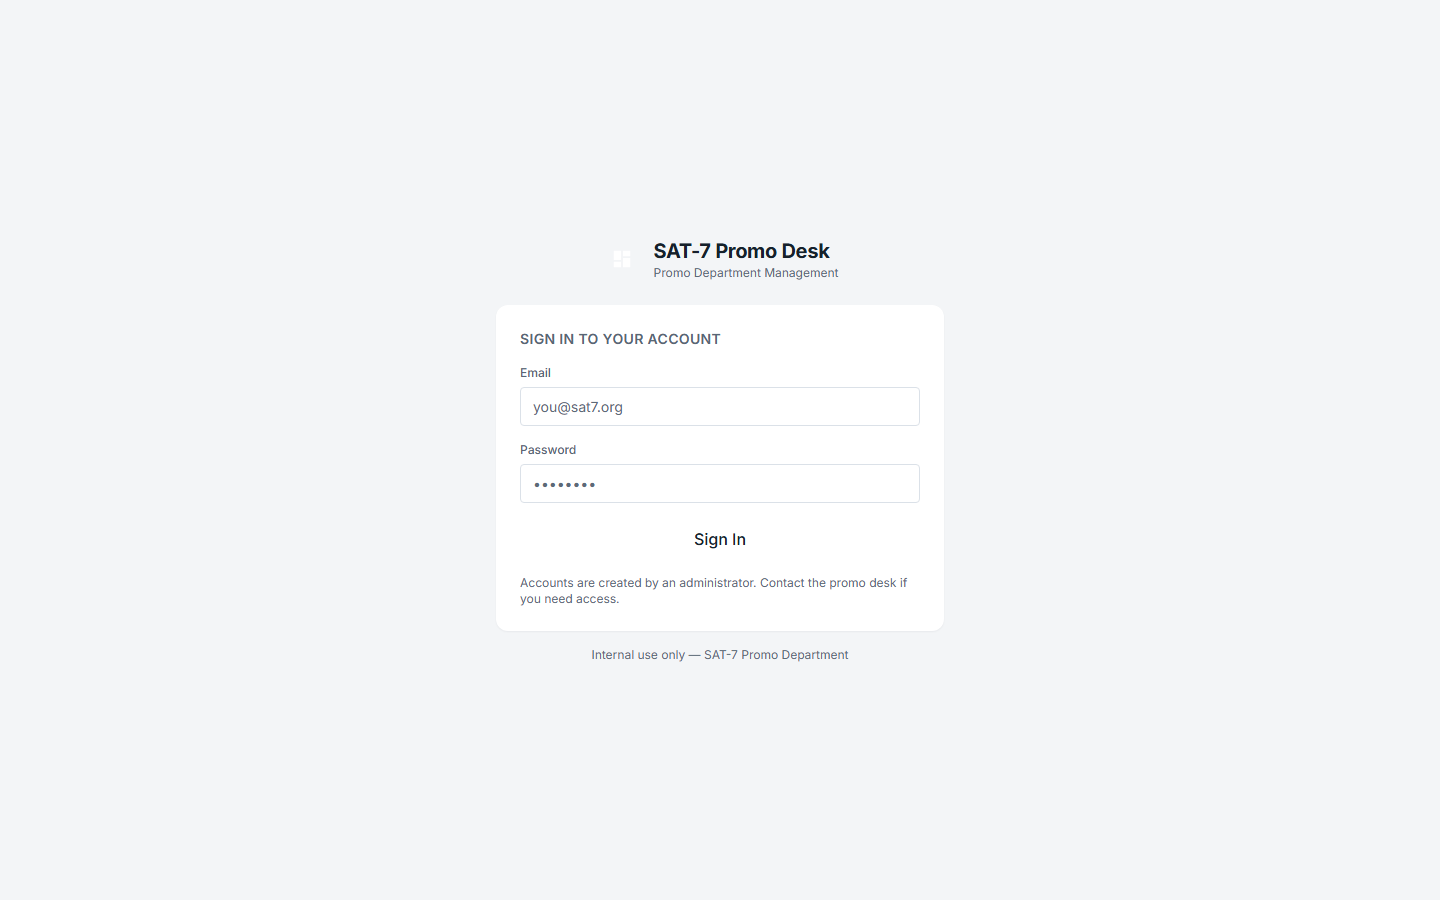 SAT-7 Promo Desk
Promo Department Management
SIGN IN TO YOUR ACCOUNT
Email
you@sat7.org
Password
••••••••
Sign In
Accounts are created by an administrator. Contact the promo desk if
you need access.
Internal use only — SAT-7 Promo Department